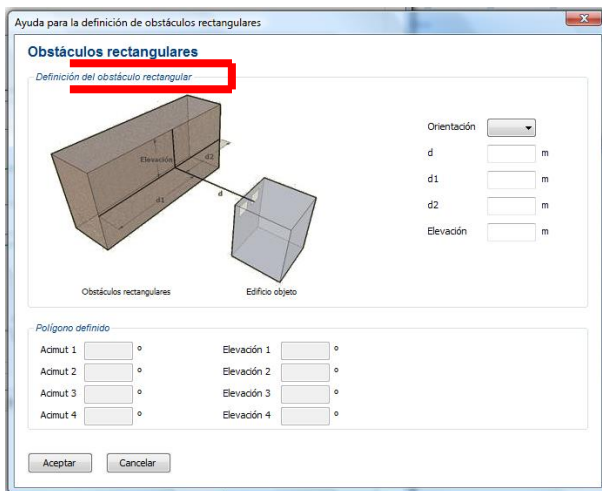 Ayuda para la definición de obstáculos rectangulares
Obstáculos rectangulares
Definición del obstáculo rectangular
Elevación
d2
d1
d
Obstáculos rectangulares
Edificio objeto
Orientación
d m
d1 m
d2 m
Elevación m
Polígono definido
Acimut 1 º Elevación 1 º
Acimut 2 º Elevación 2 º
Acimut 3 º Elevación 3 º
Acimut 4 º Elevación 4 º
Aceptar Cancelar